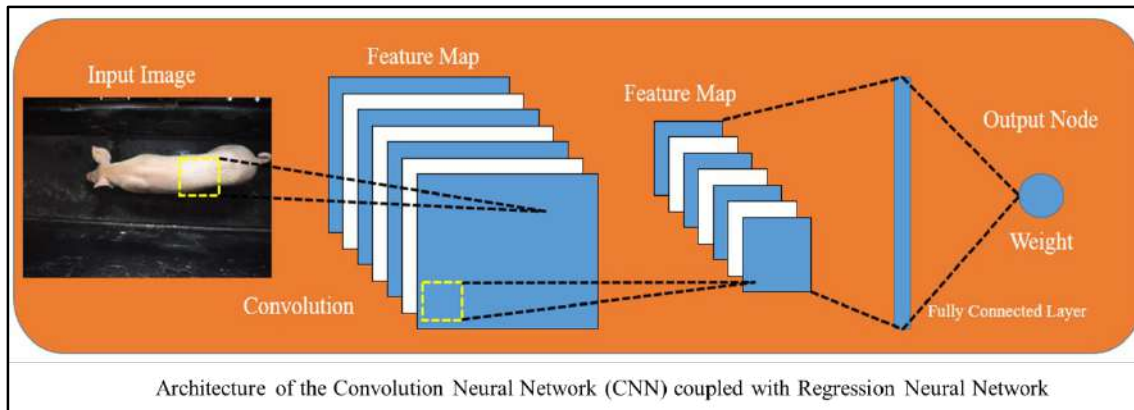 Input Image
Feature Map
Feature Map
Output Node
Weight
Convolution
Fully Connected Layer
Architecture of the Convolution Neural Network (CNN) coupled with Regression Neural Network